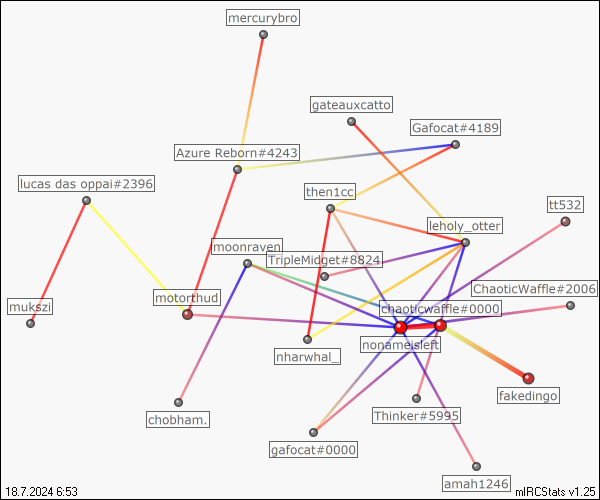 mercurybro
gateauxcatto
Gafocat#4189
Azure Reborn#4243
lucas das oppai#2396
then1cc
tt532
leholy_otter
moonraven
TripleMidget#8824
ChaoticWaffle#2006
motorthud
mukszi
chaoticwaffle#0000
nonameisleft
nharwhal_
fakedingo
chobham.
Thinker#5995
gafocat#0000
amah1246
18.7.2024 6:53
mIRCStats v1.25